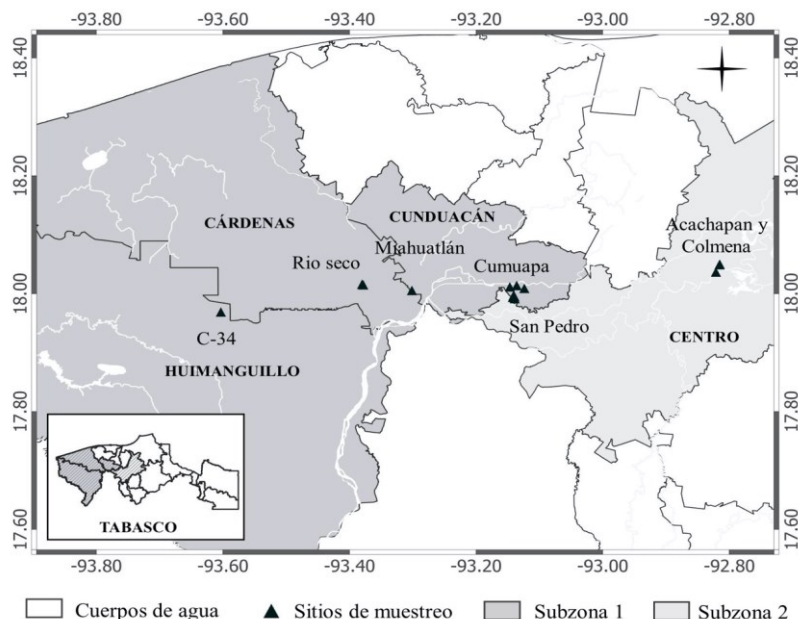 -93.80 -93.60 -93.40 -93.20 -93.00 -92.80
18.40 18.40
18.20 18.20
CÁRDENAS CUNDUACÁN Acachapan y
Colmena
Miahuatlán
Rio seco Cumuapa
18.00 18.00
C-34 San Pedro CENTRO
HUIMANGUILLO
17.80 17.80
TABASCO
17.60 17.60
-93.80 -93.60 -93.40 -93.20 -93.00 -92.80
Cuerpos de agua Sitios de muestreo Subzona 1 Subzona 2